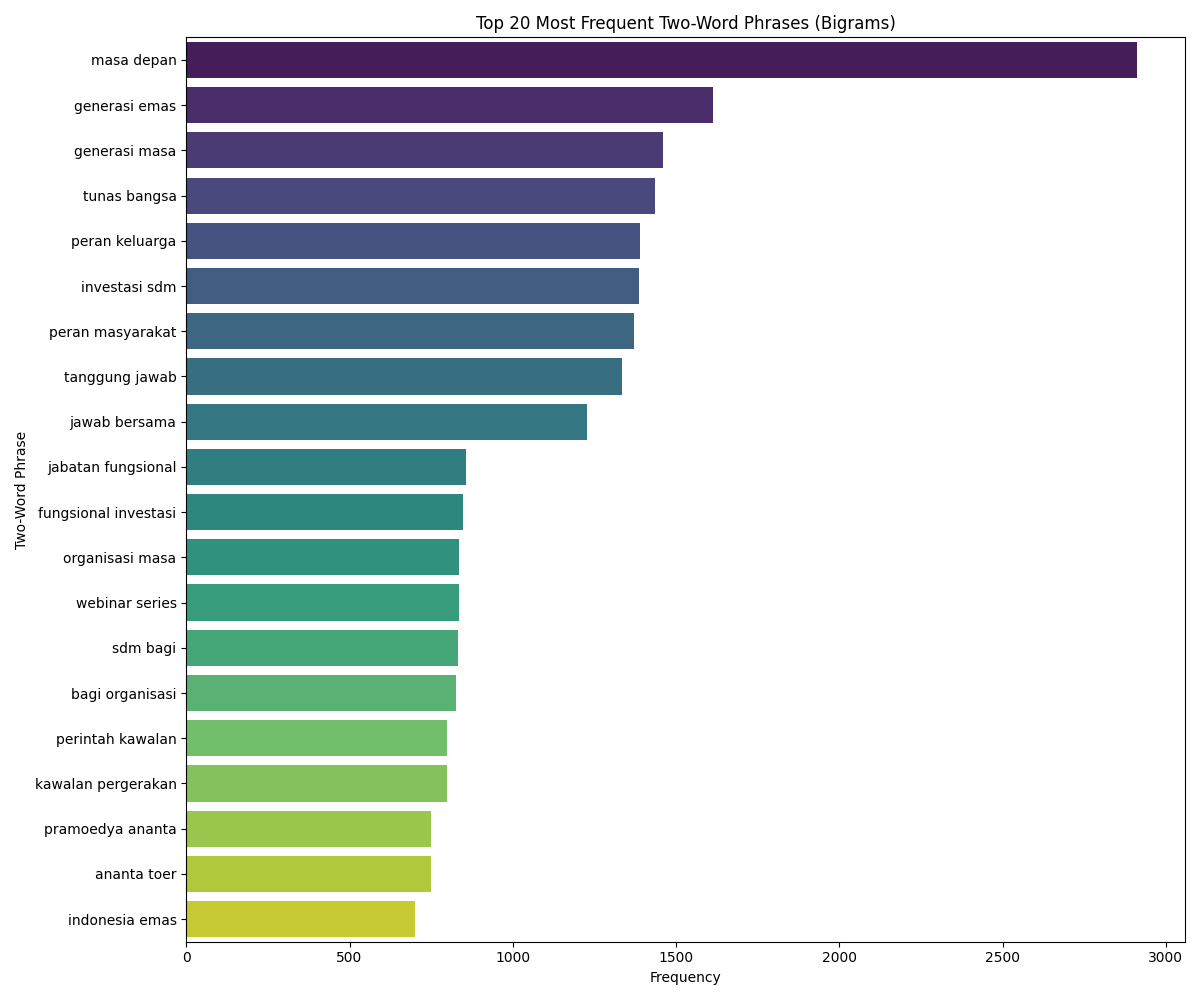 Top 20 Most Frequent Two-Word Phrases (Bigrams)
Two-Word Phrase
masa depan
generasi emas
generasi masa
tunas bangsa
peran keluarga
investasi sdm
peran masyarakat
tanggung jawab
jawab bersama
jabatan fungsional
fungsional investasi
organisasi masa
webinar series
sdm bagi
bagi organisasi
perintah kawalan
kawalan pergerakan
pramoedya ananta
ananta toer
indonesia emas
0 500 1000 1500 2000 2500 3000
Frequency